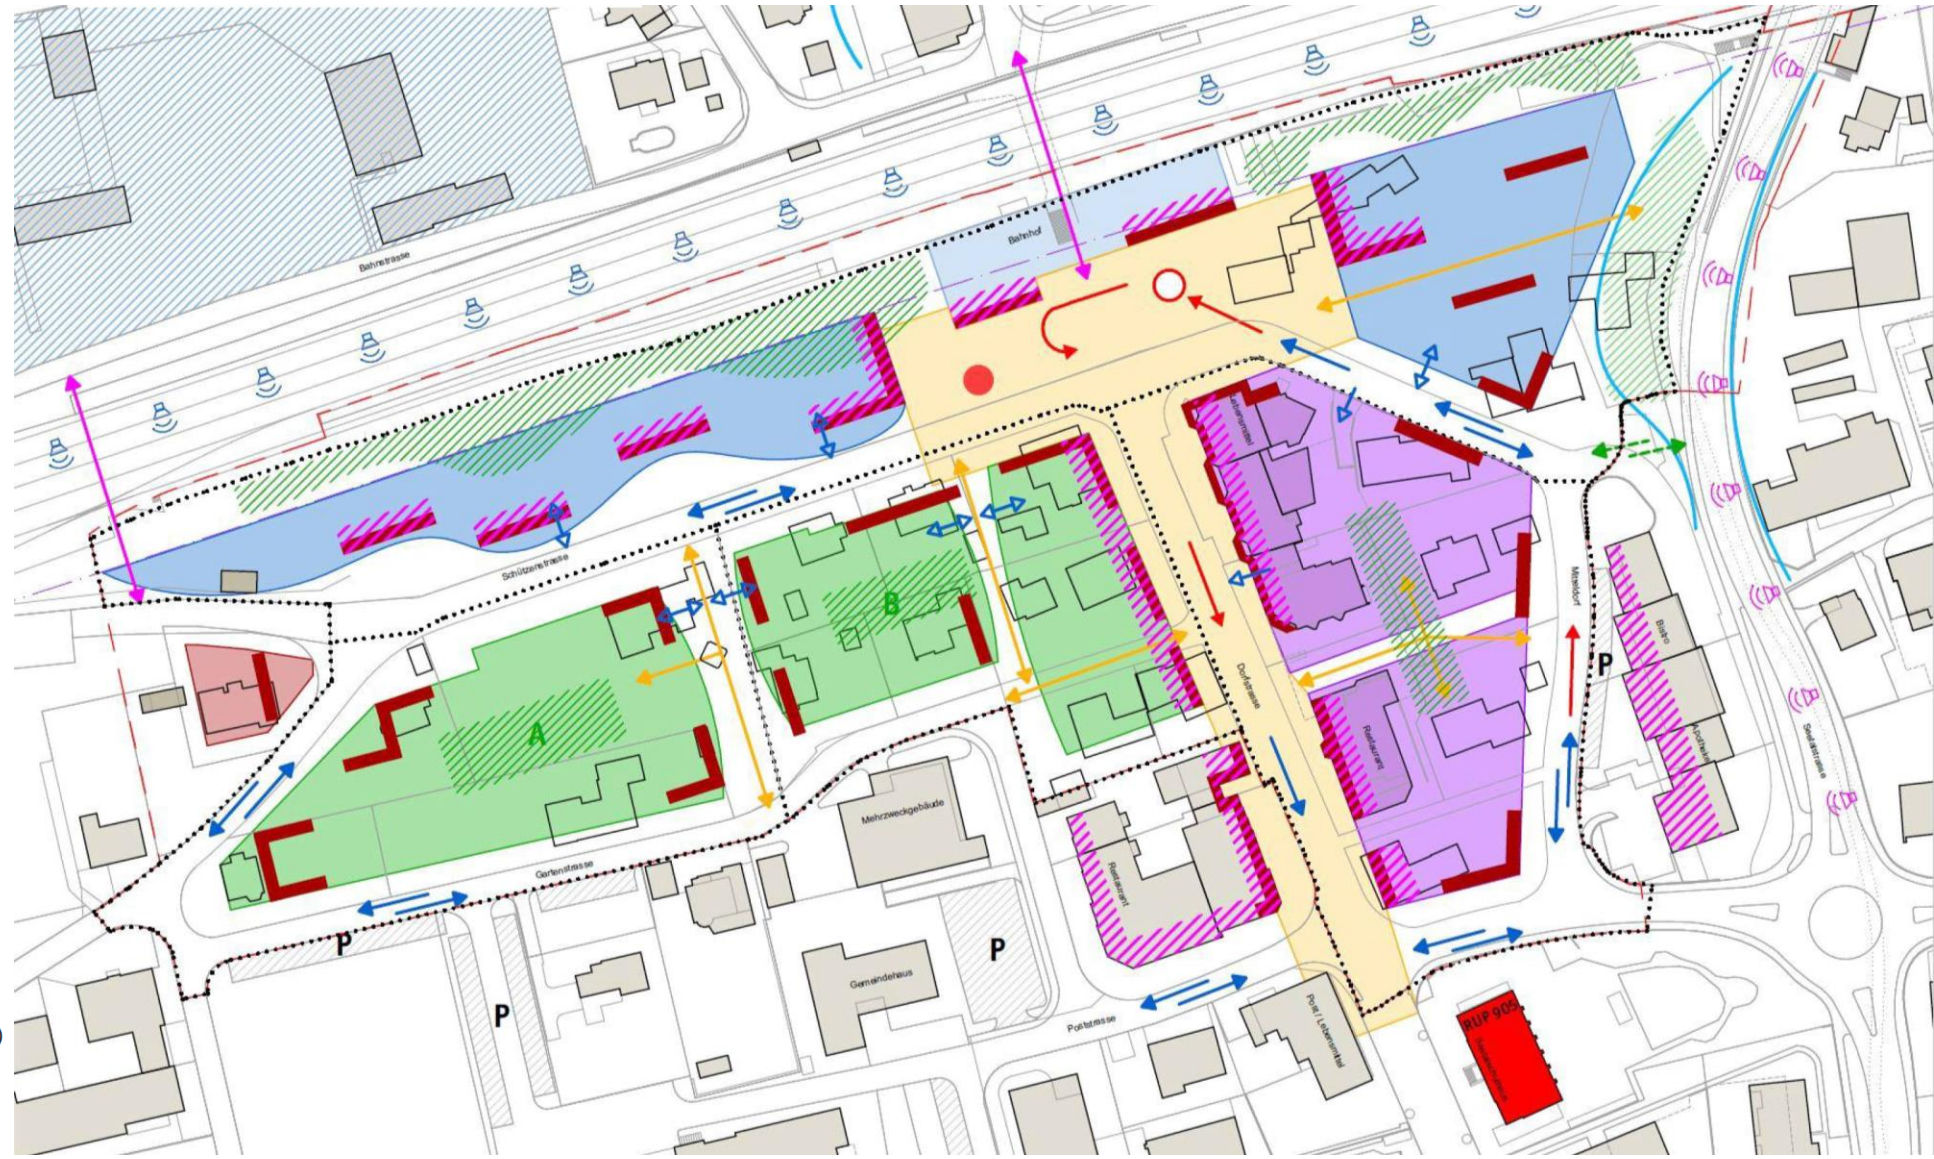 Bahnstrasse
Bahnhof
Lebensmittel
Schützenstrasse
B
Mitteldorf
Bistro
P
Dorfstrasse
A
Restaurant
Apotheke
Seetalstrasse
Mehrzweckgebäude
Gartenstrasse
Restaurant
P
P
Gemeindehaus
P
Poststrasse
Post / Lebensmittel
RUP 905